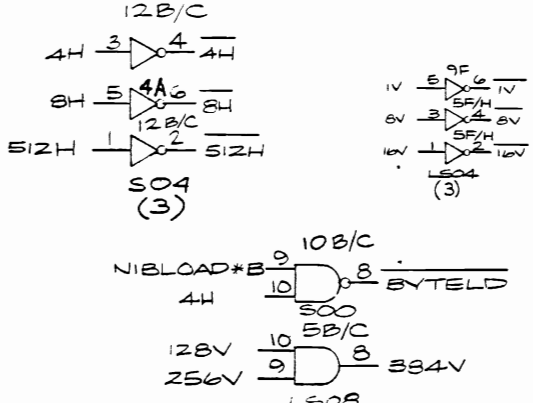 12B/C
4H 3 4 4H
8H 5 4A 6 8H
12B/C
512H 1 2 512H
S04
(3)
9F
1V 5 6 1V
5F/H
8V 3 4 8V
5F/H
16V 1 2 16V
LS04
(3)
10B/C
NIBLOAD*B 9
8 BYTELD
4H 10
S00
5B/C
128V 10
8 384V
256V 9
LS08